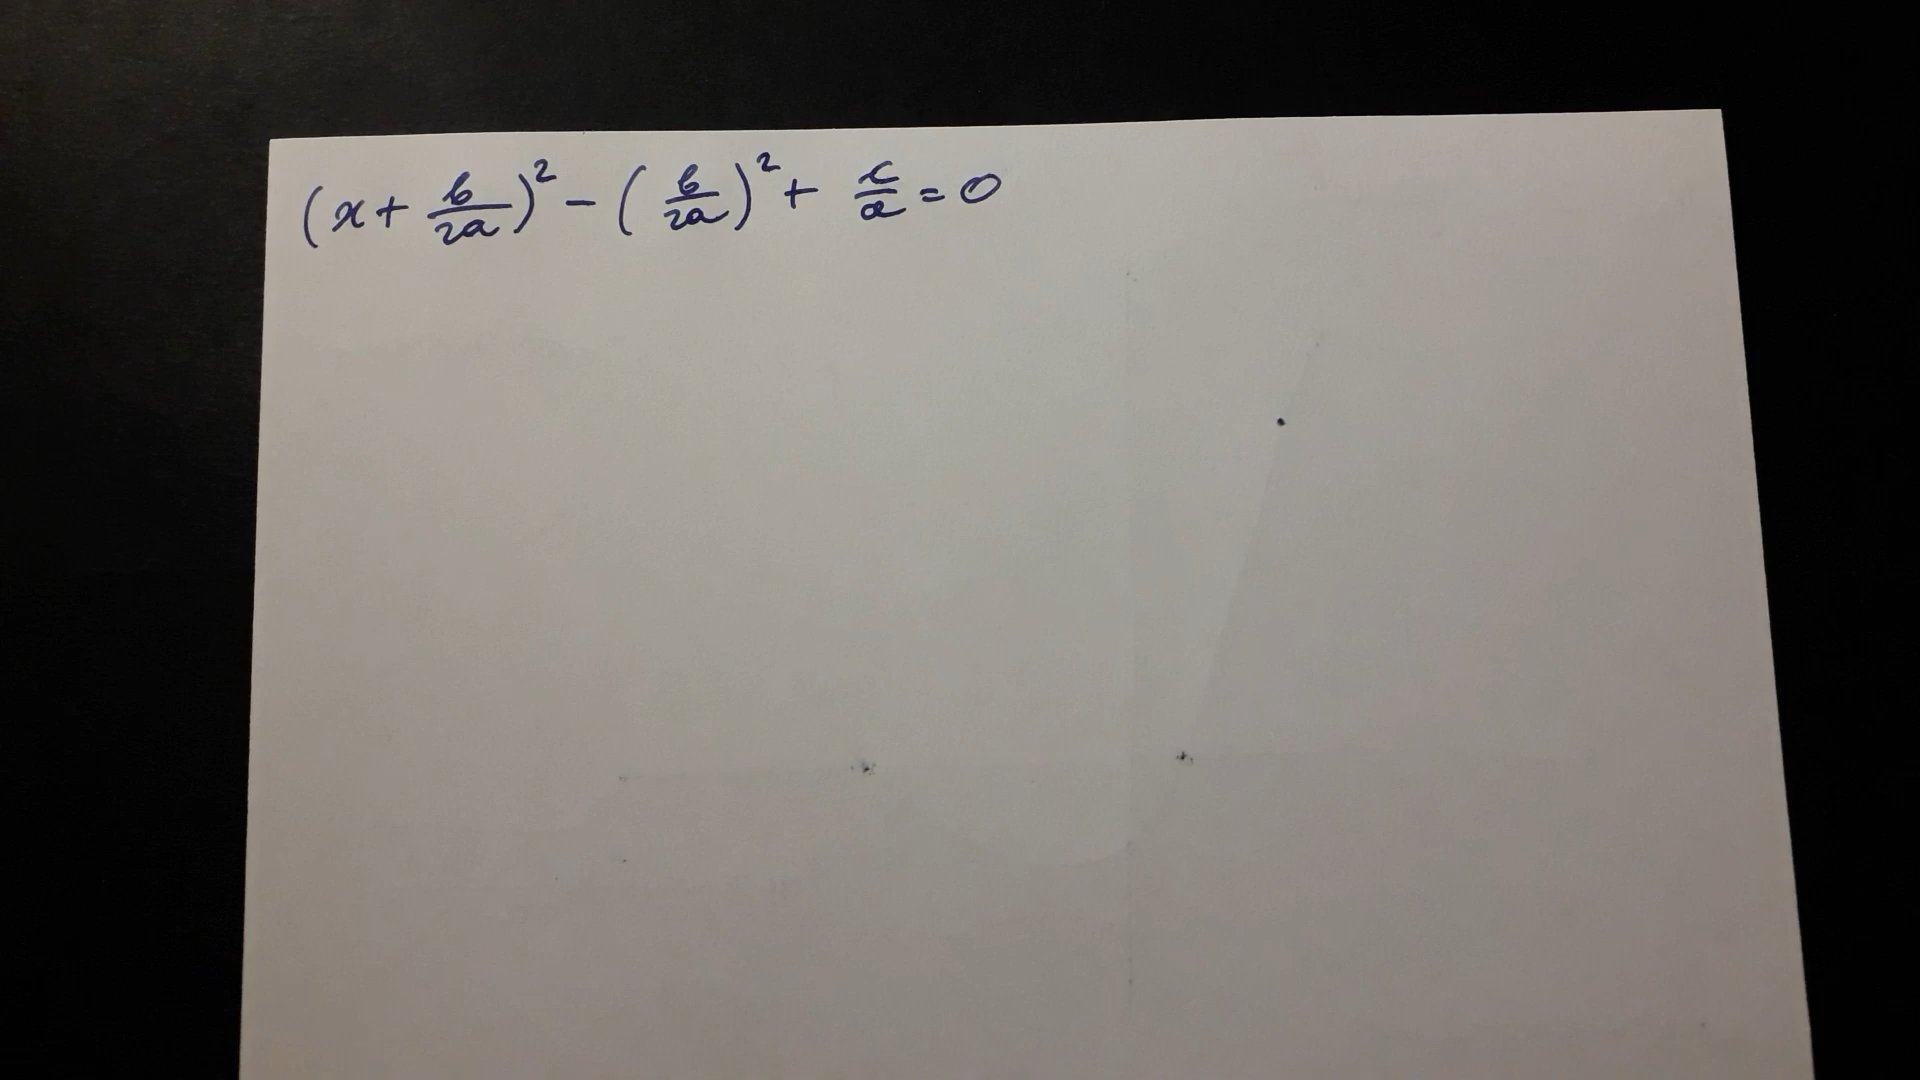 (x + b/2a)² - (b/2a)² + c/a = 0